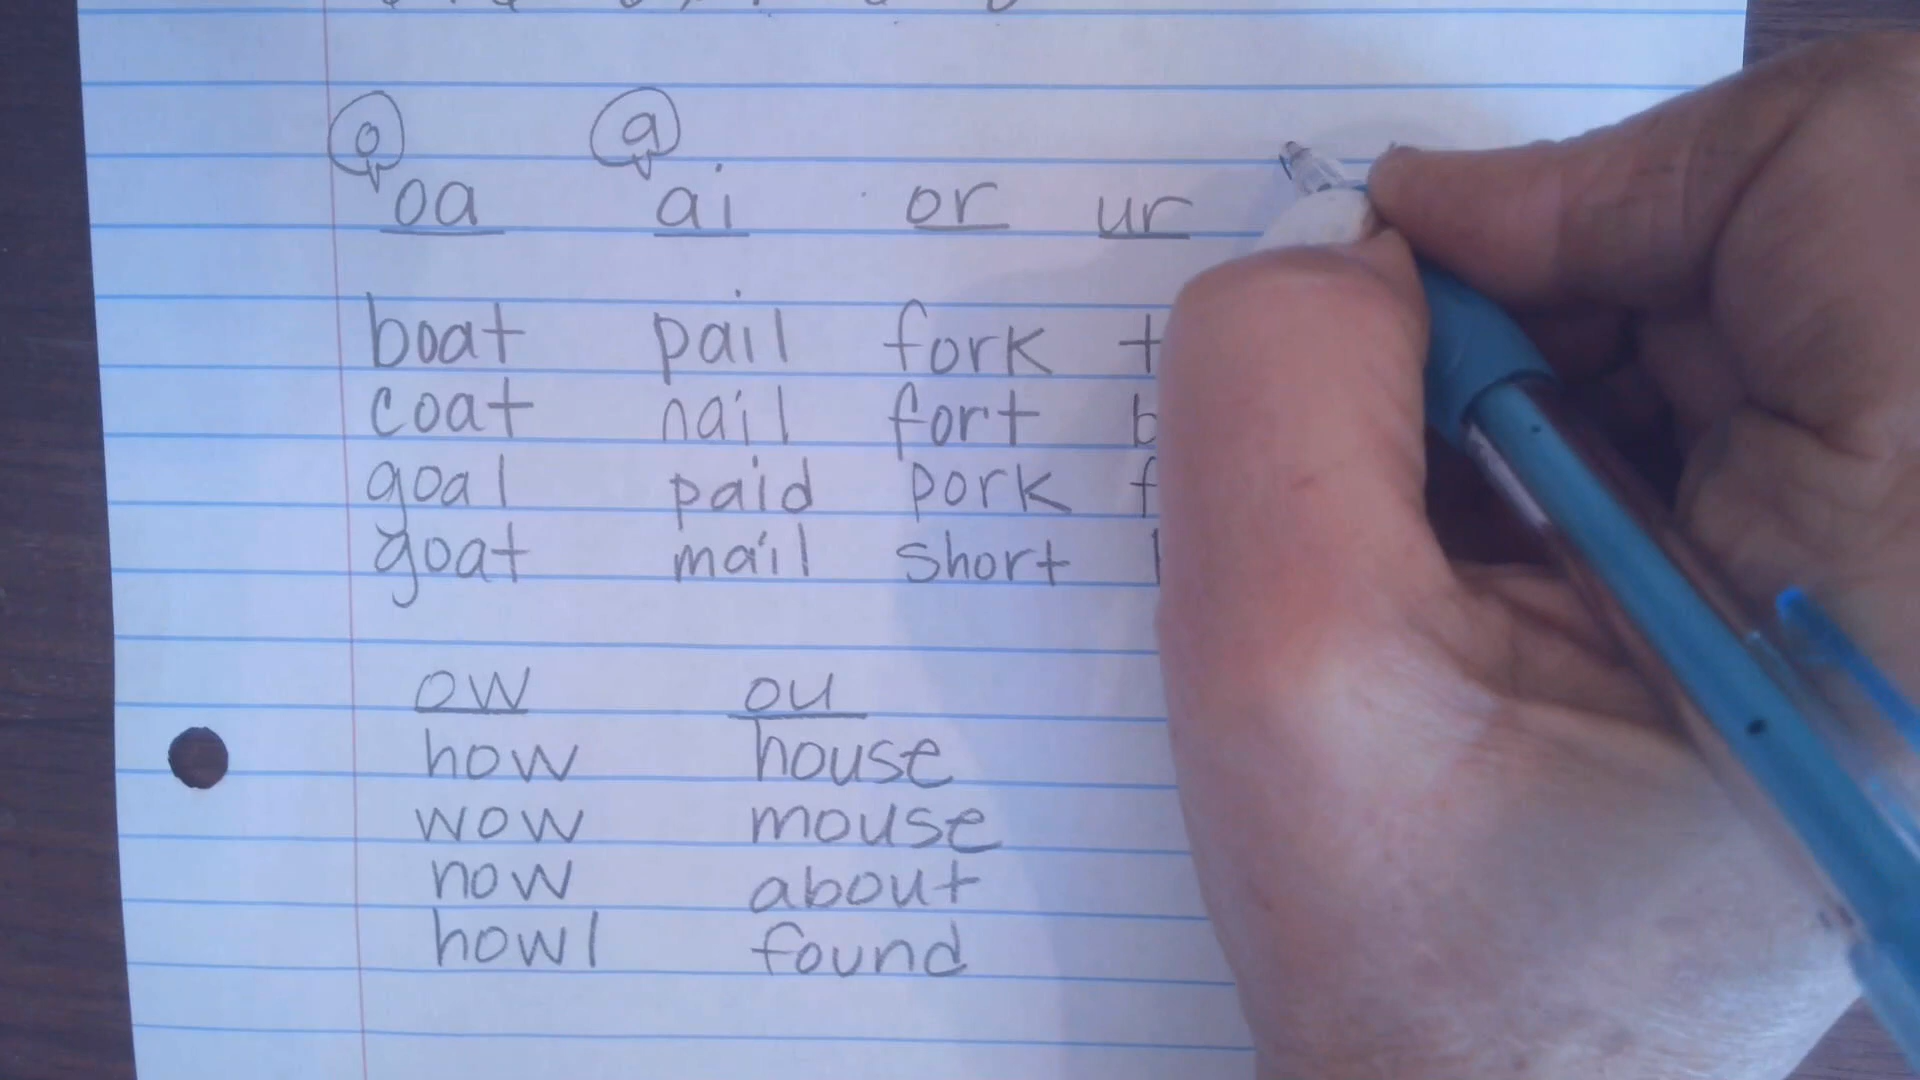 o a
oa ai or ur
boat pail fork
coat nail fort
goal paid pork
goat mail short
ow ou
how house
wow mouse
now about
howl found